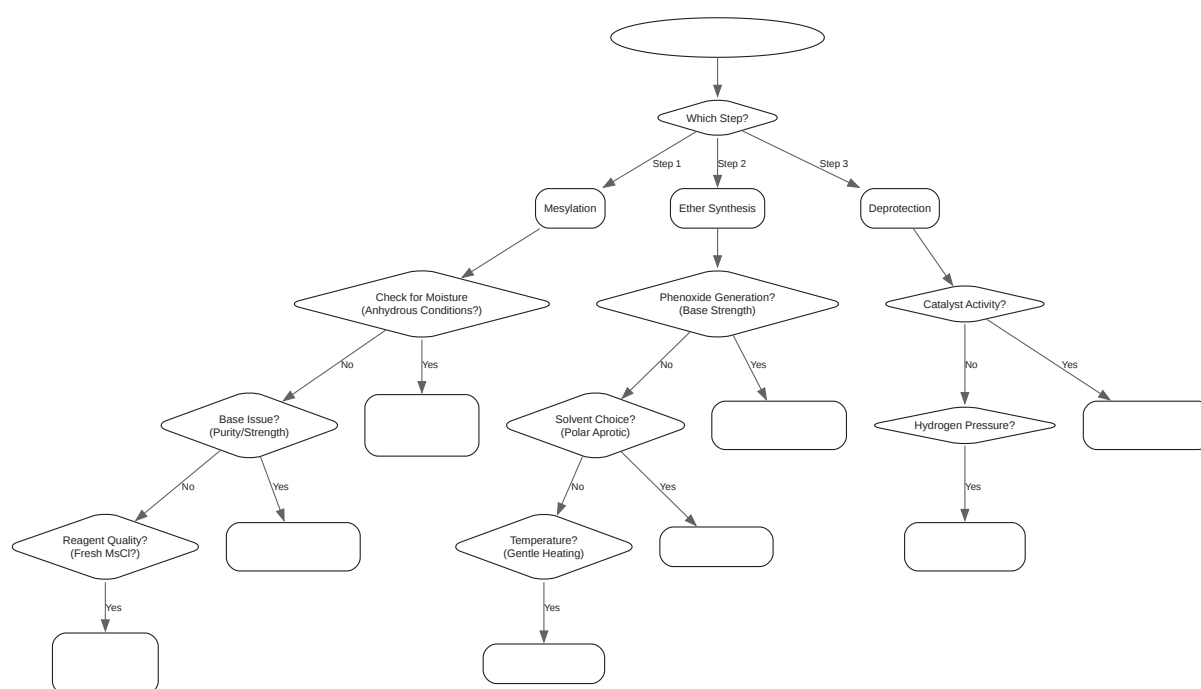 Which Step?
Step 1
Step 2
Step 3
Mesylation
Ether Synthesis
Deprotection
Check for Moisture
(Anhydrous Conditions?)
Phenoxide Generation?
(Base Strength)
Catalyst Activity?
No
Yes
No
Yes
No
Yes
Base Issue?
(Purity/Strength)
Solvent Choice?
(Polar Aprotic)
Hydrogen Pressure?
No
Yes
No
Yes
Yes
Reagent Quality?
(Fresh MsCl?)
Temperature?
(Gentle Heating)
Yes
Yes